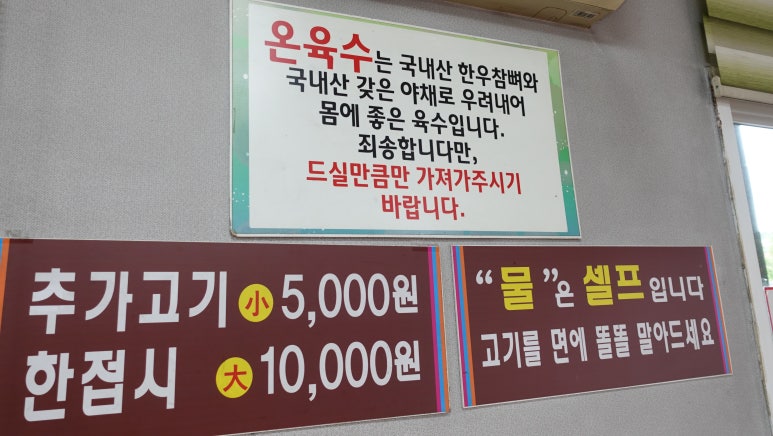 온육수는 국내산 한우참뼈와
국내산 갖은 야채로 우려내어
몸에 좋은 육수입니다.
죄송합니다만,
드실만큼만 가져가주시기
바랍니다.
추가고기 小 5,000원
한접시 大 10,000원
“물”은 셀프입니다
고기를 면에 똘똘 말아드세요